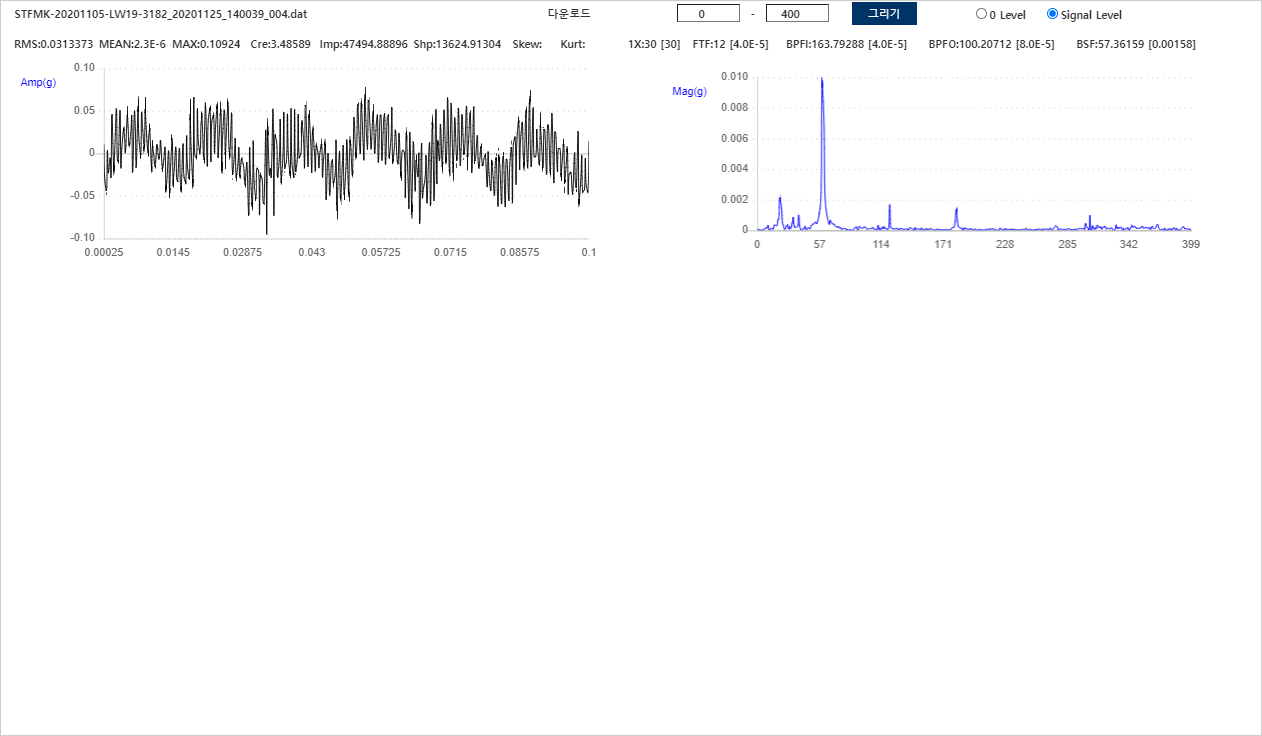 STFMK-20201105-LW19-3182_20201125_140039_004.dat 다운로드 0 - 400 그리기 0 Level Signal Level
RMS:0.0313373 MEAN:2.3E-6 MAX:0.10924 Cre:3.48589 Imp:47494.88896 Shp:13624.91304 Skew: Kurt: 1X:30 [30] FTF:12 [4.0E-5] BPFI:163.79288 [4.0E-5] BPFO:100.20712 [8.0E-5] BSF:57.36159 [0.00158]
Amp(g)
0.10
0.05
0
-0.05
-0.10
0.00025 0.0145 0.02875 0.043 0.05725 0.0715 0.08575 0.1
Mag(g)
0.010
0.008
0.006
0.004
0.002
0
0 57 114 171 228 285 342 399